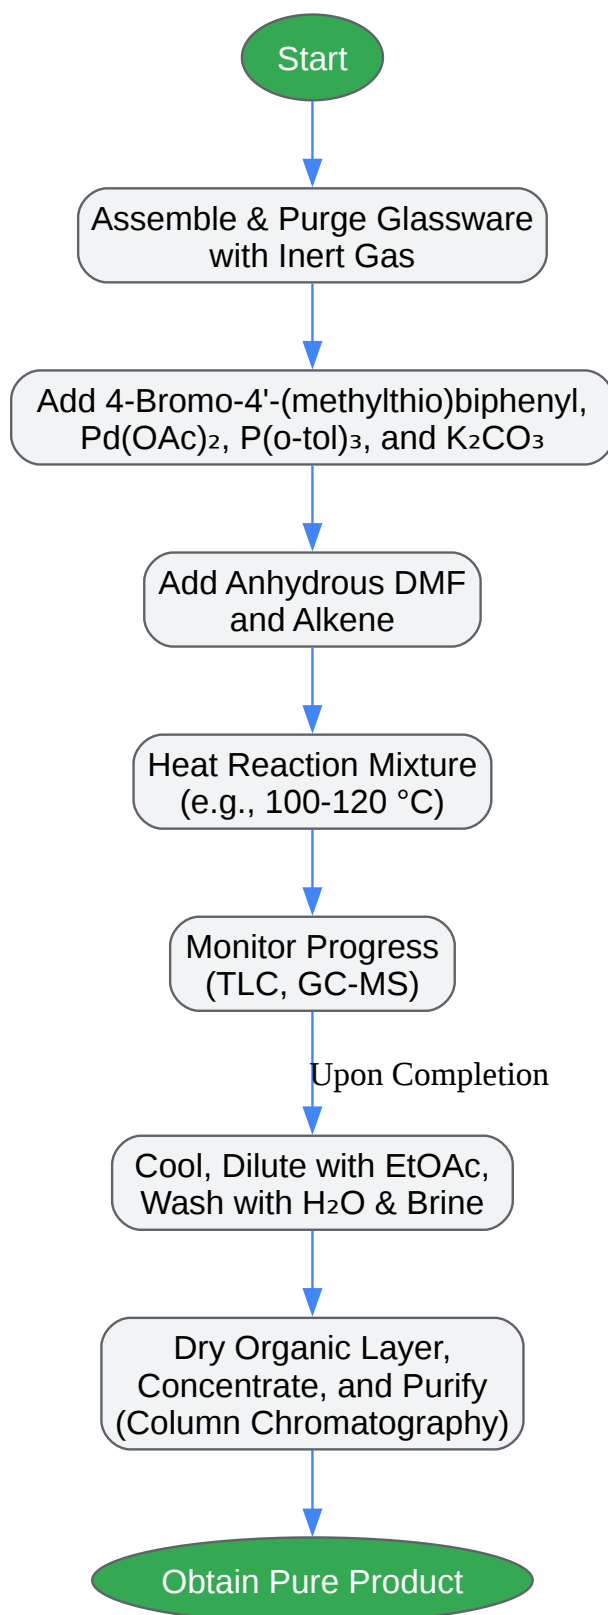 Start
Assemble & Purge Glassware
with Inert Gas
Add 4-Bromo-4'-(methylthio)biphenyl,
Pd(OAc)₂, P(o-tol)₃, and K₂CO₃
Add Anhydrous DMF
and Alkene
Heat Reaction Mixture
(e.g., 100-120 °C)
Monitor Progress
(TLC, GC-MS)
Upon Completion
Cool, Dilute with EtOAc,
Wash with H₂O & Brine
Dry Organic Layer,
Concentrate, and Purify
(Column Chromatography)
Obtain Pure Product